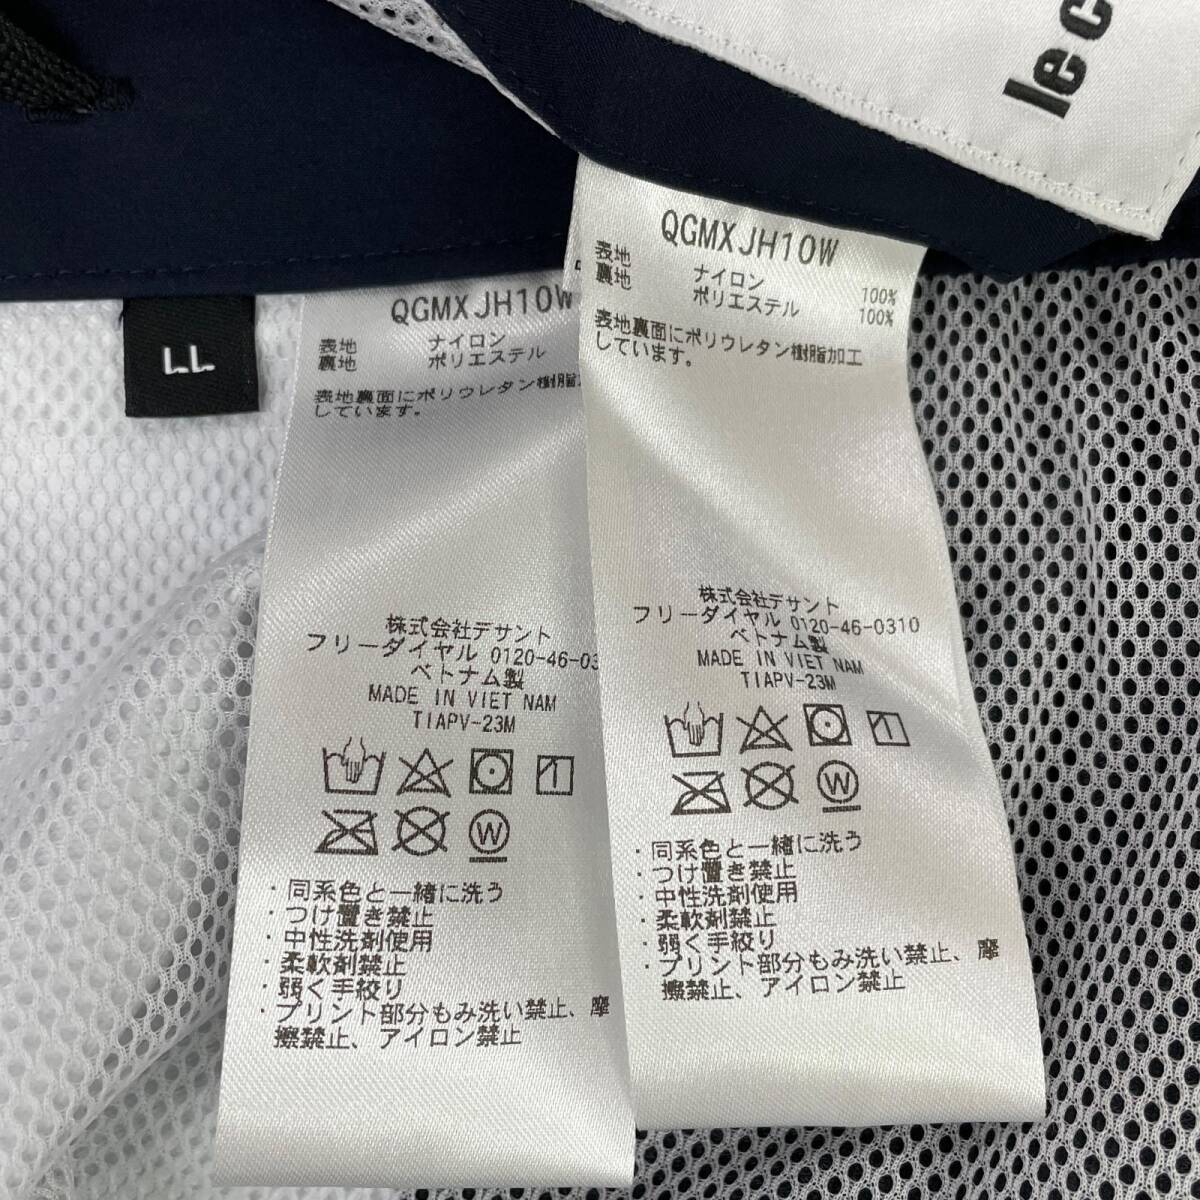 le c
LL
QGMXJH10W
表地 ナイロン
裏地 ポリエステル
表地裏面にポリウレタン樹脂
しています。
株式会社デサント
フリーダイヤル 0120-46-03
ベトナム製
MADE IN VIET NAM
TIAPV-23M
W
・同系色と一緒に洗う
・つけ置き禁止
・中性洗剤使用
・柔軟剤禁止
・弱く手絞り
・プリント部分もみ洗い禁止、摩
擦禁止、アイロン禁止
QGMXJH10W
表地 ナイロン 100%
裏地 ポリエステル 100%
表地裏面にポリウレタン樹脂加工
しています。
株式会社デサント
フリーダイヤル 0120-46-0310
ベトナム製
MADE IN VIET NAM
TIAPV-23M
W
・同系色と一緒に洗う
・つけ置き禁止
・中性洗剤使用
・柔軟剤禁止
・弱く手絞り
・プリント部分もみ洗い禁止、摩
擦禁止、アイロン禁止